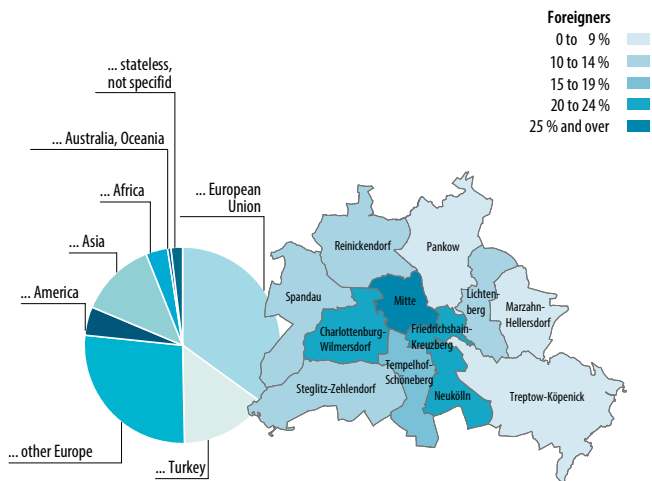 Foreigners
0 to 9 %
10 to 14 %
15 to 19 %
20 to 24 %
25 % and over
... stateless,
not specifid
... Australia, Oceania
... Africa
... European
Union
... Asia
... America
... other Europe
... Turkey
Reinickendorf
Pankow
Spandau
Mitte
Lichten-
berg
Marzahn-
Hellersdorf
Charlottenburg-
Wilmersdorf
Friedrichshain-
Kreuzberg
Tempelhof-
Schöneberg
Steglitz-Zehlendorf
Neukölln
Treptow-Köpenick